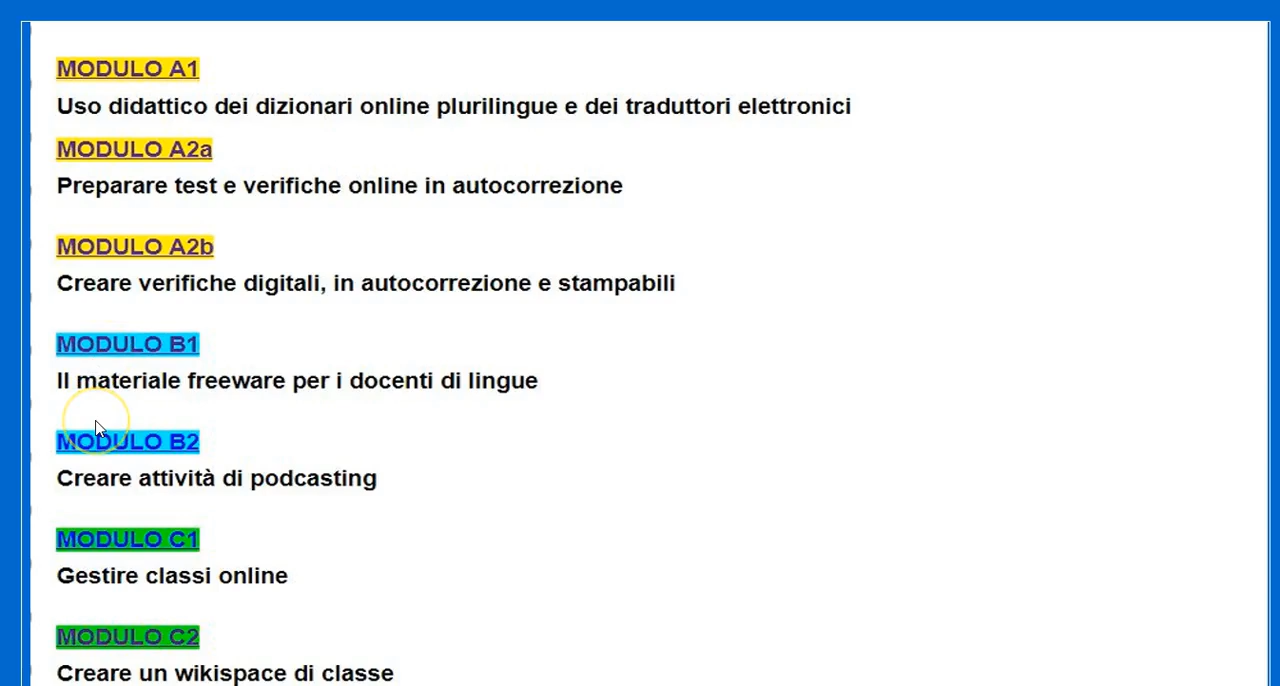 MODULO A1
Uso didattico dei dizionari online plurilingue e dei traduttori elettronici
MODULO A2a
Preparare test e verifiche online in autocorrezione
MODULO A2b
Creare verifiche digitali, in autocorrezione e stampabili
MODULO B1
Il materiale freeware per i docenti di lingue
MODULO B2
Creare attività di podcasting
MODULO C1
Gestire classi online
MODULO C2
Creare un wikispace di classe